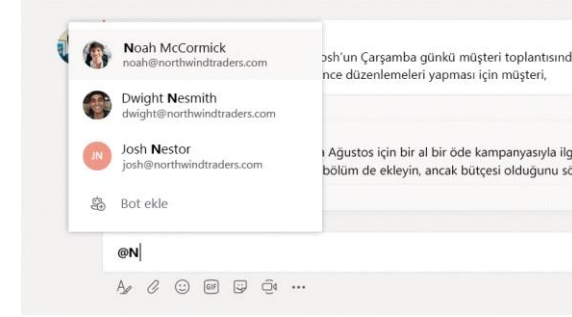 Noah McCormick
noah@northwindtraders.com
osh'un Çarşamba günkü müşteri toplantısınd
nce düzenlemeleri yapması için müşteri,
Dwight Nesmith
dwight@northwindtraders.com
JN
Josh Nestor
josh@northwindtraders.com
Ağustos için bir al bir öde kampanyasıyla ilg
bölüm de ekleyin, ancak bütçesi olduğunu sö
Bot ekle
@N
GIF